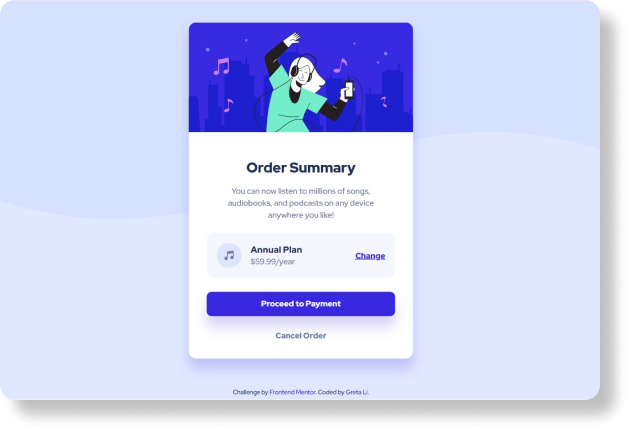 Order Summary
You can now listen to millions of songs,
audiobooks, and podcasts on any device
anywhere you like!
Annual Plan
$59.99/year
Change
Proceed to Payment
Cancel Order
Challenge by Frontend Mentor. Coded by Greta Li.